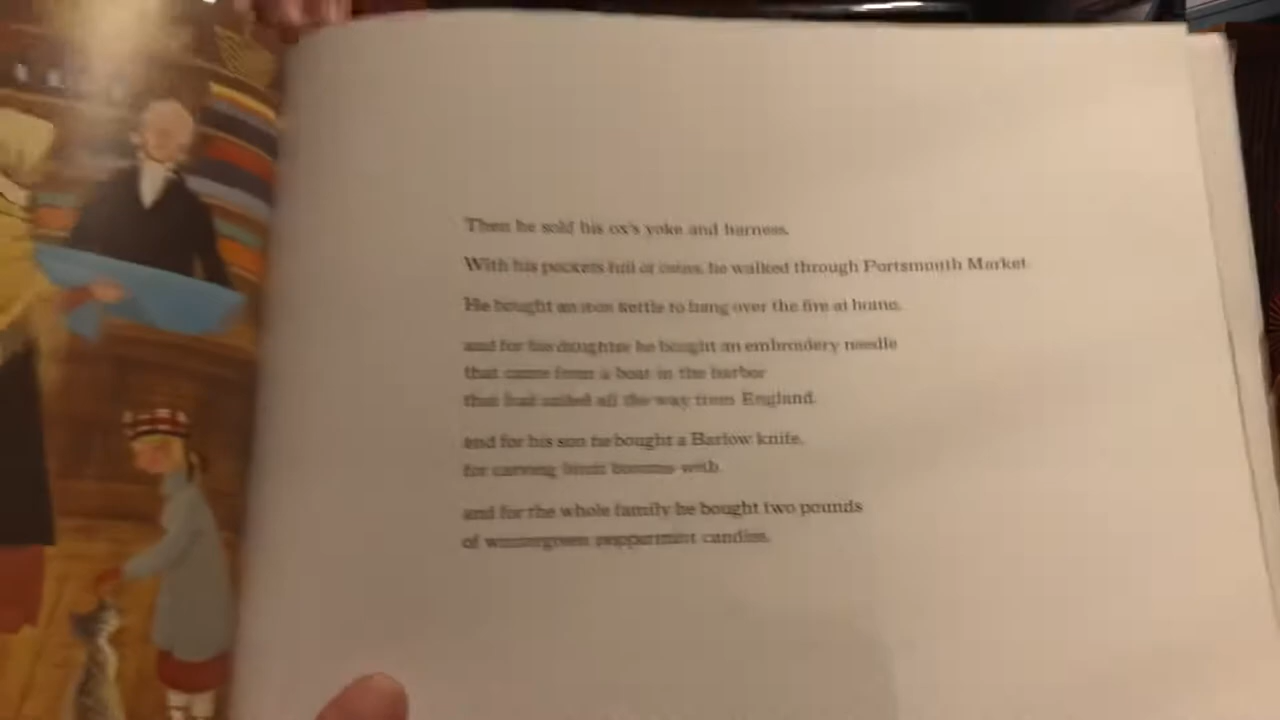 Then he sold his ox's yoke and harness.
With his pockets full of coins, he walked through Portsmouth Market.
He bought an iron kettle to hang over the fire at home,
and for his daughter he bought an embroidery needle
that came from a boat in the harbor
that had sailed all the way from England,
and for his son he bought a Barlow knife,
for carving with
and for the whole family he bought two pounds
of wintergreen peppermint candies.